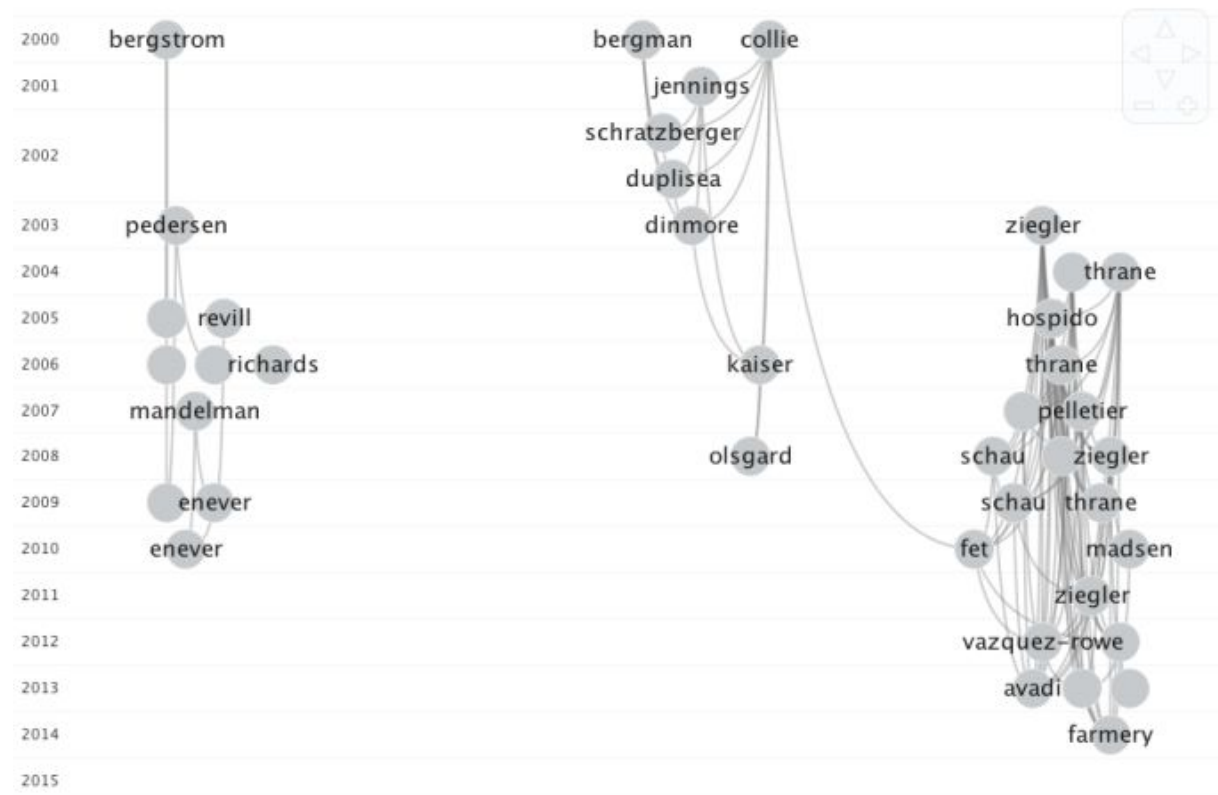 2000 bergstrom bergman collie
2001 jennings
schratzberger
2002
duplisea
2003 pedersen dinmore ziegler
2004 thrane
2005 revill hospido
2006 richards kaiser thrane
2007 mandelman pelletier
2008 olsgard schau ziegler
2009 enever schau thrane
2010 enever fet madsen
2011 ziegler
2012 vazquez-rowe
2013 avadi
2014 farmery
2015